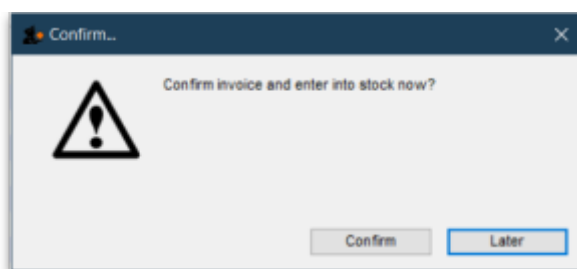 Confirm...
Confirm invoice and enter into stock now?
Confirm
Later